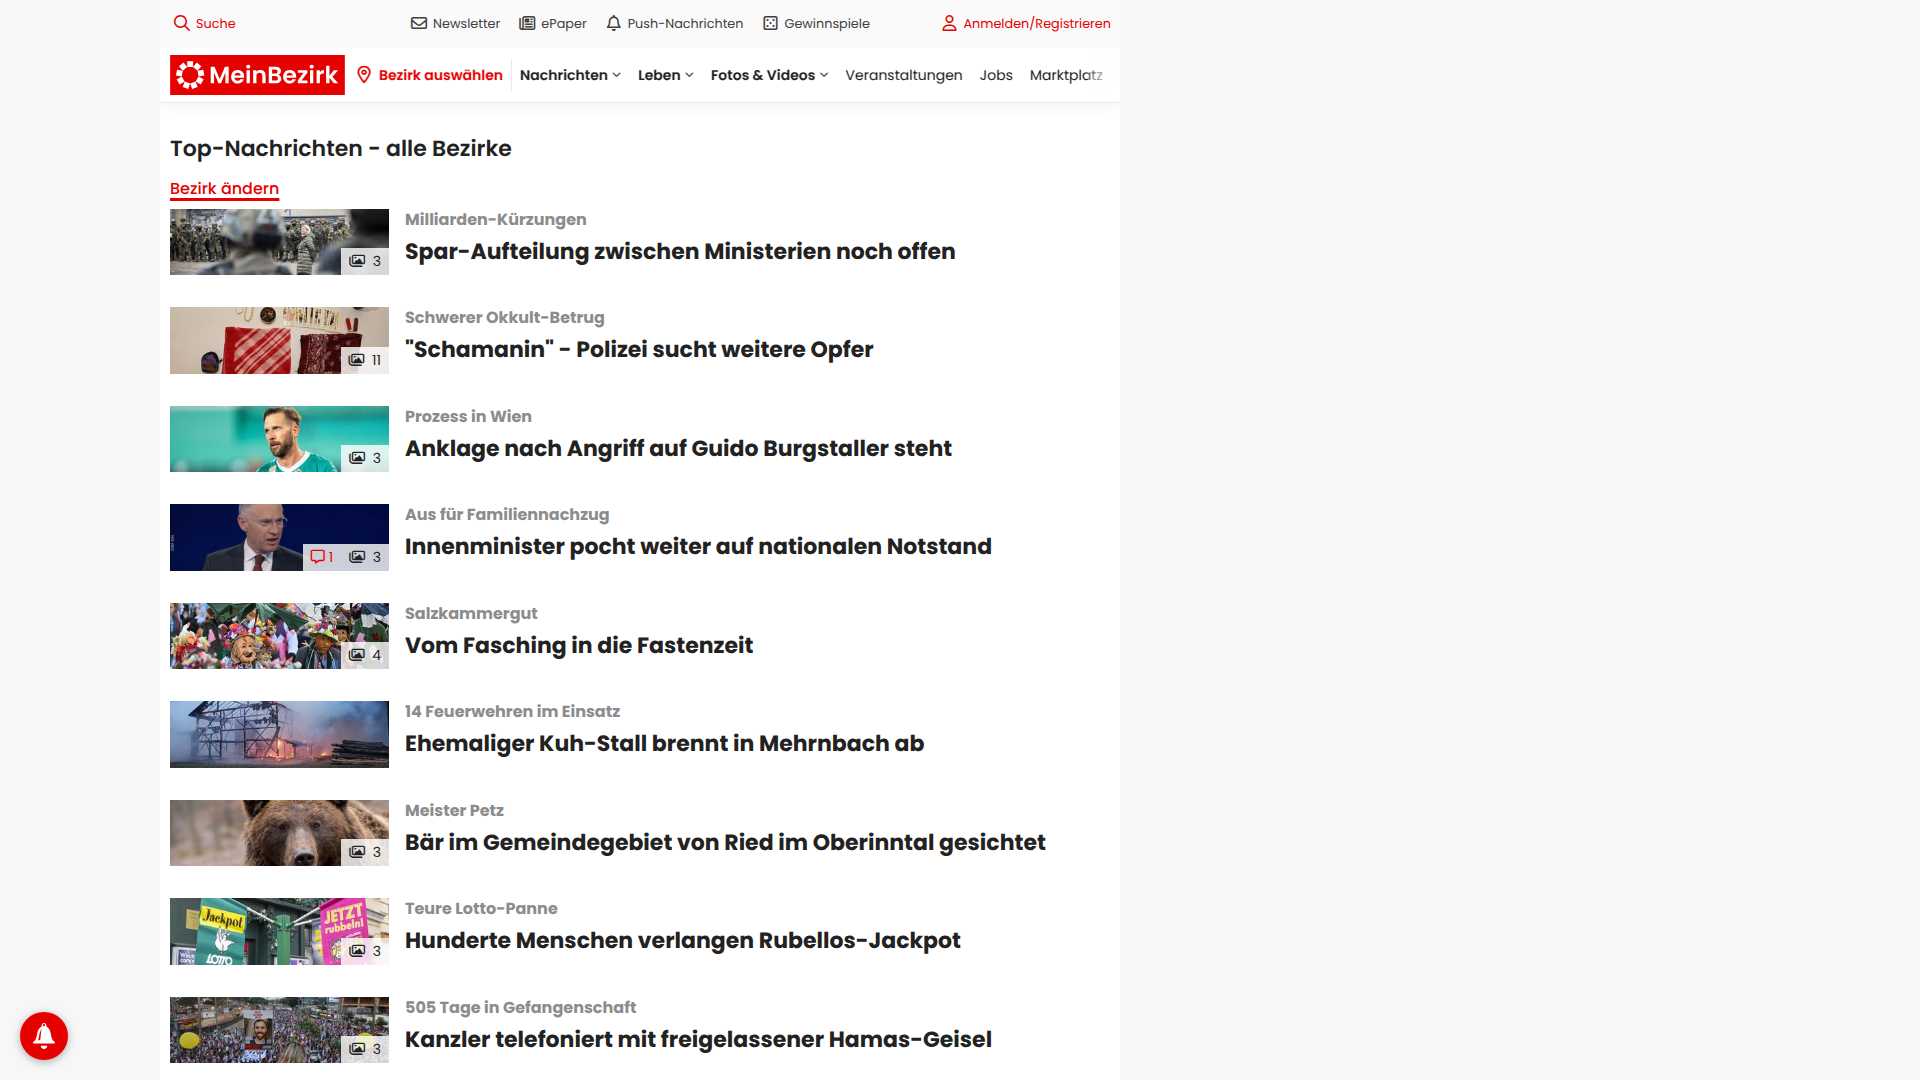 Suche
Newsletter
ePaper
Push-Nachrichten
Gewinnspiele
Anmelden/Registrieren
MeinBezirk
Bezirk auswählen
Nachrichten
Leben
Fotos & Videos
Veranstaltungen
Jobs
Marktplatz
Top-Nachrichten - alle Bezirke
Bezirk ändern
3
Milliarden-Kürzungen
Spar-Aufteilung zwischen Ministerien noch offen
11
Schwerer Okkult-Betrug
"Schamanin" - Polizei sucht weitere Opfer
3
Prozess in Wien
Anklage nach Angriff auf Guido Burgstaller steht
1
3
Aus für Familiennachzug
Innenminister pocht weiter auf nationalen Notstand
4
Salzkammergut
Vom Fasching in die Fastenzeit
14 Feuerwehren im Einsatz
Ehemaliger Kuh-Stall brennt in Mehrnbach ab
3
Meister Petz
Bär im Gemeindegebiet von Ried im Oberinntal gesichtet
Jackpot
LOTTO
JETZT
rubbeln!
3
Teure Lotto-Panne
Hunderte Menschen verlangen Rubellos-Jackpot
3
505 Tage in Gefangenschaft
Kanzler telefoniert mit freigelassener Hamas-Geisel